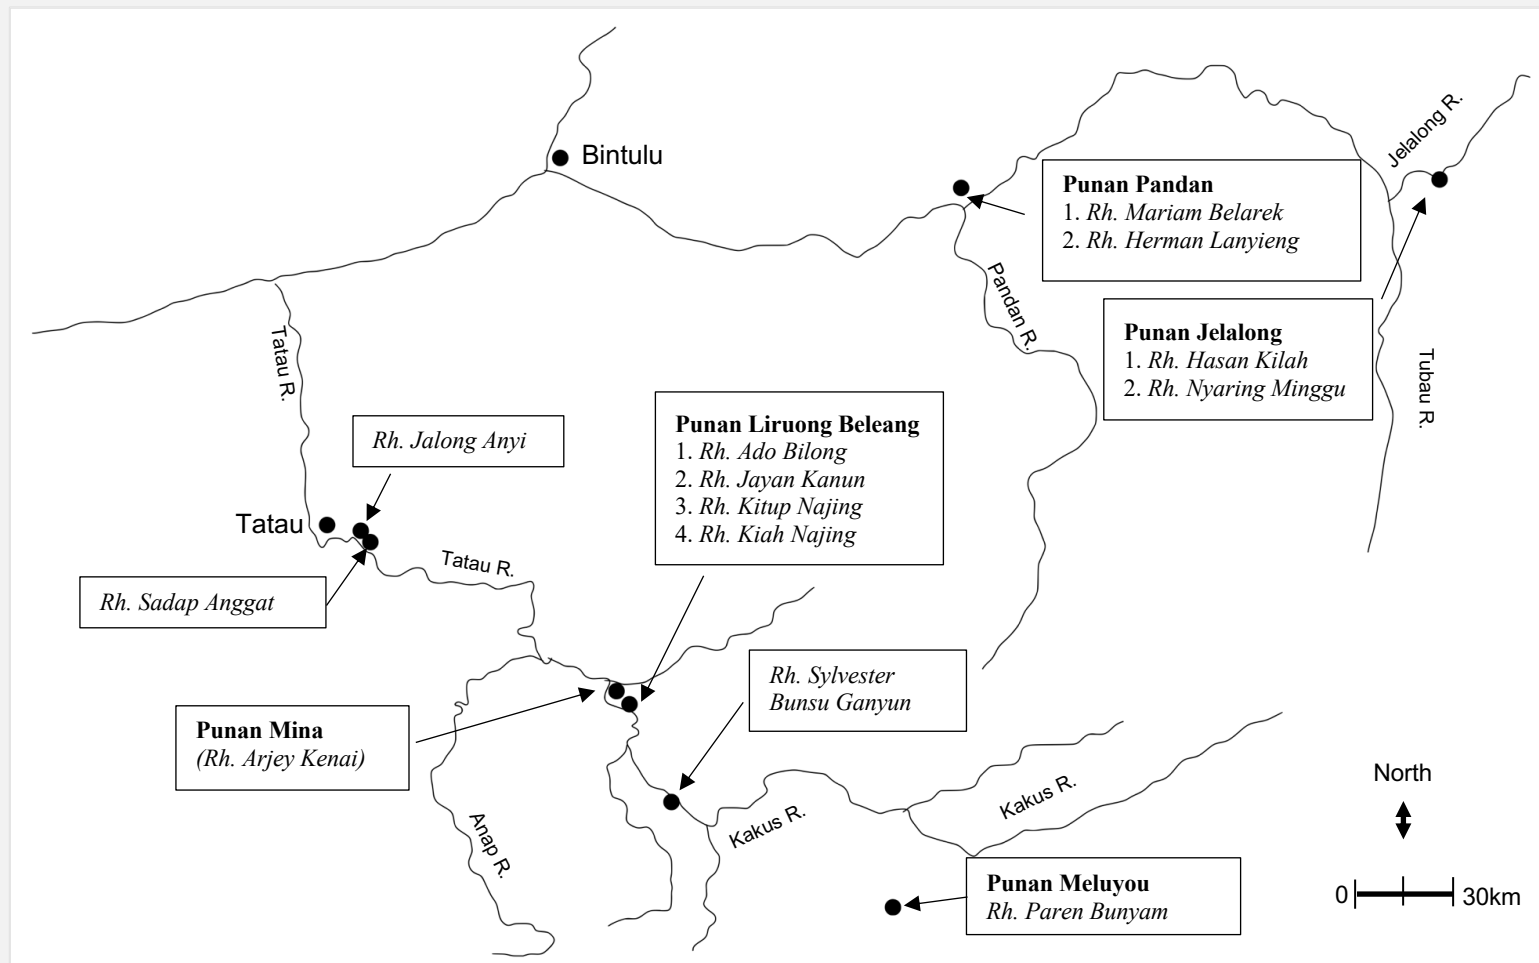 Bintulu
Jelalong R.
Punan Pandan
1. Rh. Mariam Belarek
2. Rh. Herman Lanyieng
Pandan R.
Punan Jelalong
1. Rh. Hasan Kilah
2. Rh. Nyaring Minggu
Tubau R.
Tatau R.
Rh. Jalong Anyi
Punan Liruong Beleang
1. Rh. Ado Bilong
2. Rh. Jayan Kanun
3. Rh. Kitup Najing
4. Rh. Kiah Najing
Tatau
Tatau R.
Rh. Sadap Anggat
Rh. Sylvester
Bunsu Ganyun
Punan Mina
(Rh. Arjey Kenai)
Anap R.
Kakus R.
Kakus R.
North
0 30km
Punan Meluyou
Rh. Paren Bunyam